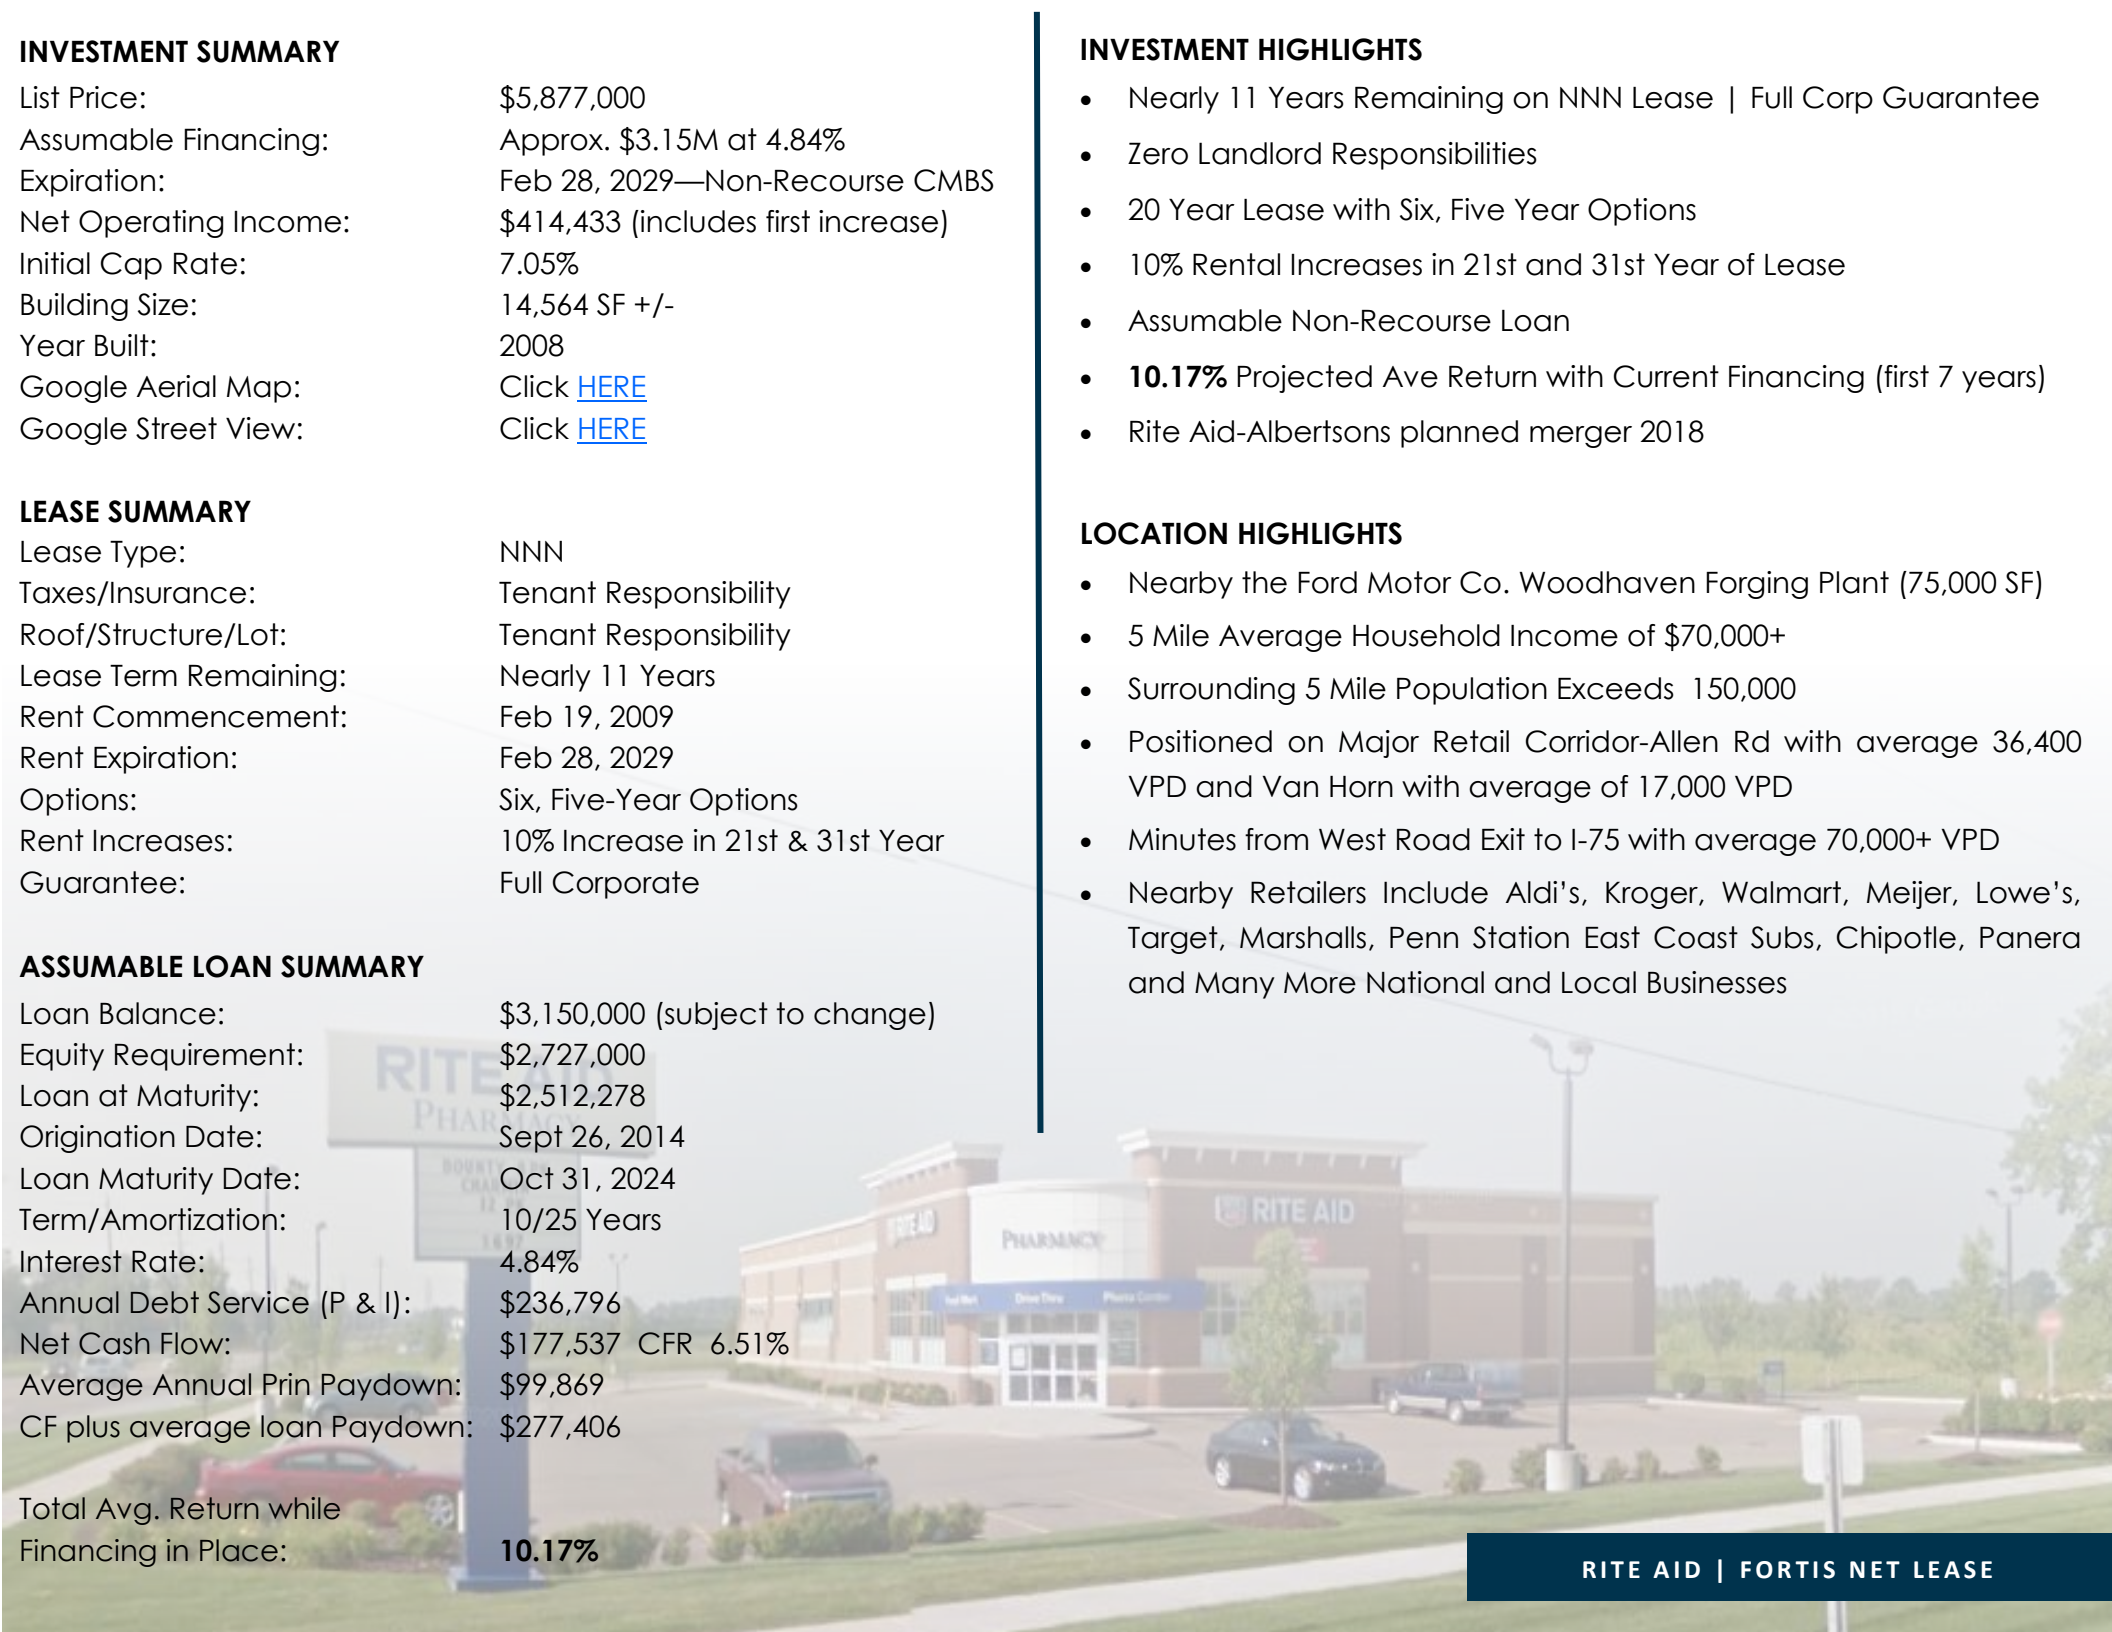 INVESTMENT SUMMARY
List Price: $5,877,000
Assumable Financing: Approx. $3.15M at 4.84%
Expiration: Feb 28, 2029—Non-Recourse CMBS
Net Operating Income: $414,433 (includes first increase)
Initial Cap Rate: 7.05%
Building Size: 14,564 SF +/-
Year Built: 2008
Google Aerial Map: Click HERE
Google Street View: Click HERE
LEASE SUMMARY
Lease Type: NNN
Taxes/Insurance: Tenant Responsibility
Roof/Structure/Lot: Tenant Responsibility
Lease Term Remaining: Nearly 11 Years
Rent Commencement: Feb 19, 2009
Rent Expiration: Feb 28, 2029
Options: Six, Five-Year Options
Rent Increases: 10% Increase in 21st & 31st Year
Guarantee: Full Corporate
ASSUMABLE LOAN SUMMARY
Loan Balance: $3,150,000 (subject to change)
Equity Requirement: $2,727,000
Loan at Maturity: $2,512,278
Origination Date: Sept 26, 2014
Loan Maturity Date: Oct 31, 2024
Term/Amortization: 10/25 Years
Interest Rate: 4.84%
Annual Debt Service (P & I): $236,796
Net Cash Flow: $177,537 CFR 6.51%
Average Annual Prin Paydown: $99,869
CF plus average loan Paydown: $277,406
Total Avg. Return while
Financing in Place: 10.17%
INVESTMENT HIGHLIGHTS
• Nearly 11 Years Remaining on NNN Lease | Full Corp Guarantee
• Zero Landlord Responsibilities
• 20 Year Lease with Six, Five Year Options
• 10% Rental Increases in 21st and 31st Year of Lease
• Assumable Non-Recourse Loan
• 10.17% Projected Ave Return with Current Financing (first 7 years)
• Rite Aid-Albertsons planned merger 2018
LOCATION HIGHLIGHTS
• Nearby the Ford Motor Co. Woodhaven Forging Plant (75,000 SF)
• 5 Mile Average Household Income of $70,000+
• Surrounding 5 Mile Population Exceeds 150,000
• Positioned on Major Retail Corridor-Allen Rd with average 36,400
VPD and Van Horn with average of 17,000 VPD
• Minutes from West Road Exit to I-75 with average 70,000+ VPD
• Nearby Retailers Include Aldi’s, Kroger, Walmart, Meijer, Lowe’s,
Target, Marshalls, Penn Station East Coast Subs, Chipotle, Panera
and Many More National and Local Businesses
RITE AID
PHARMACY
RITE AID
PHARMACY
RITE AID
Drive Thru
RITE AID | FORTIS NET LEASE